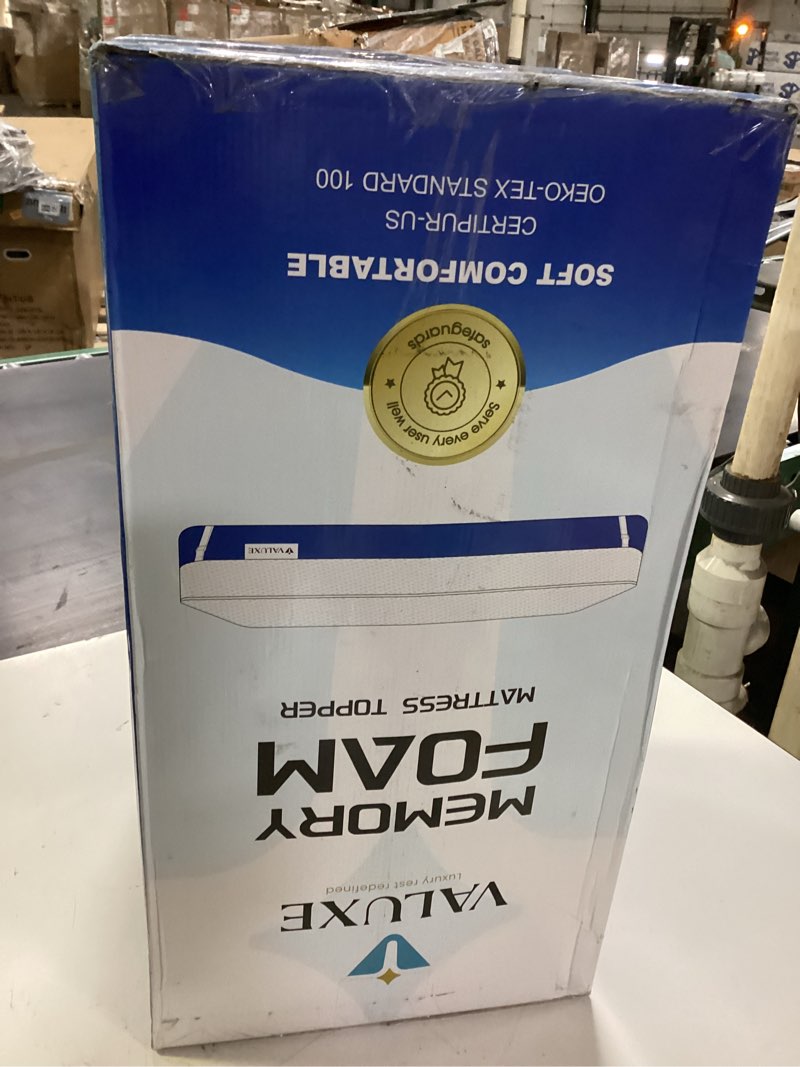 VALUXE
Luxury rest redefined
MEMORY
FOAM
MATTRESS TOPPER
VALUXE
Serve every user well
safeguards
SOFT COMFORTABLE
CERTIPUR-US
OEKO-TEX STANDARD 100